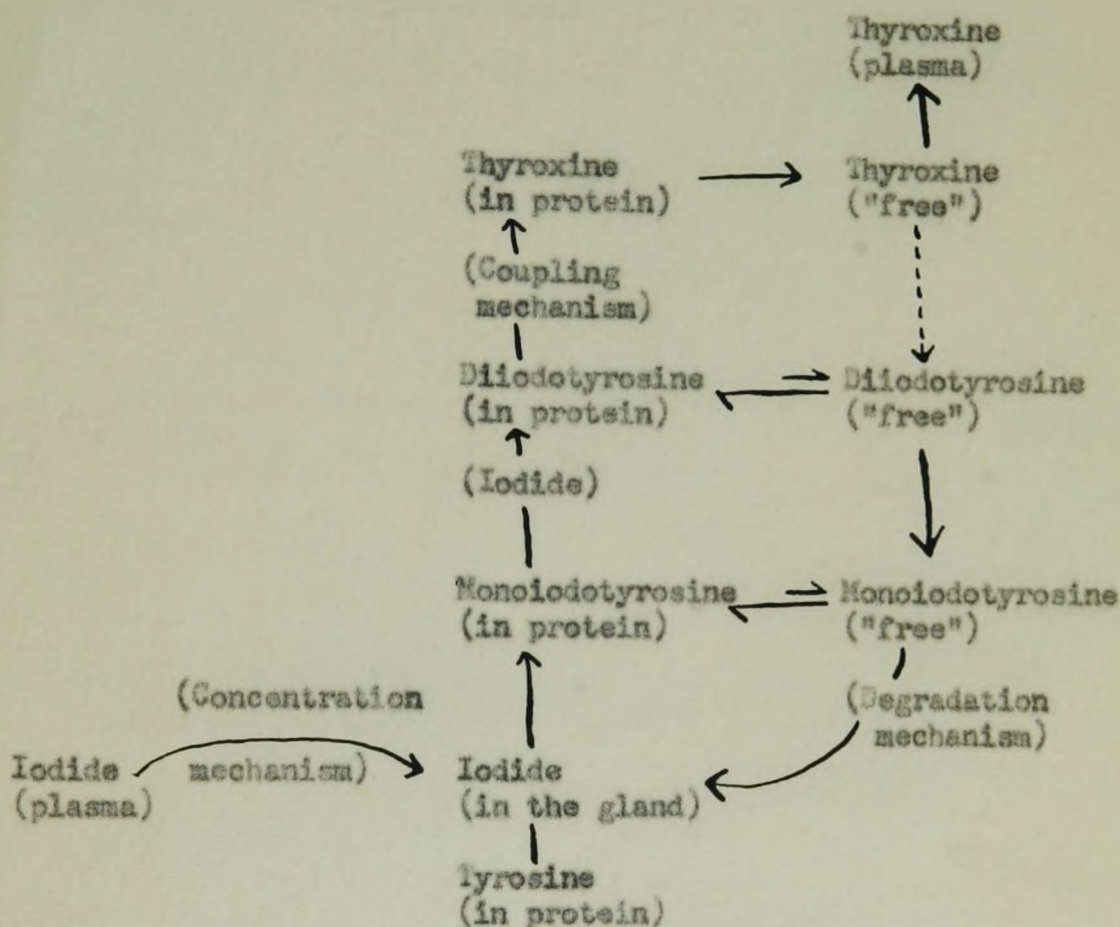 Thyroxine
(plasma)
Thyroxine
(in protein)
Thyroxine
("free")
(Coupling
mechanism)
Diiodotyrosine
(in protein)
Diiodotyrosine
("free")
(Iodide)
Monoiodotyrosine
(in protein)
Monoiodotyrosine
("free")
(Concentration
mechanism)
(Degradation
mechanism)
Iodide
(plasma)
Iodide
(in the gland)
Tyrosine
(in protein)